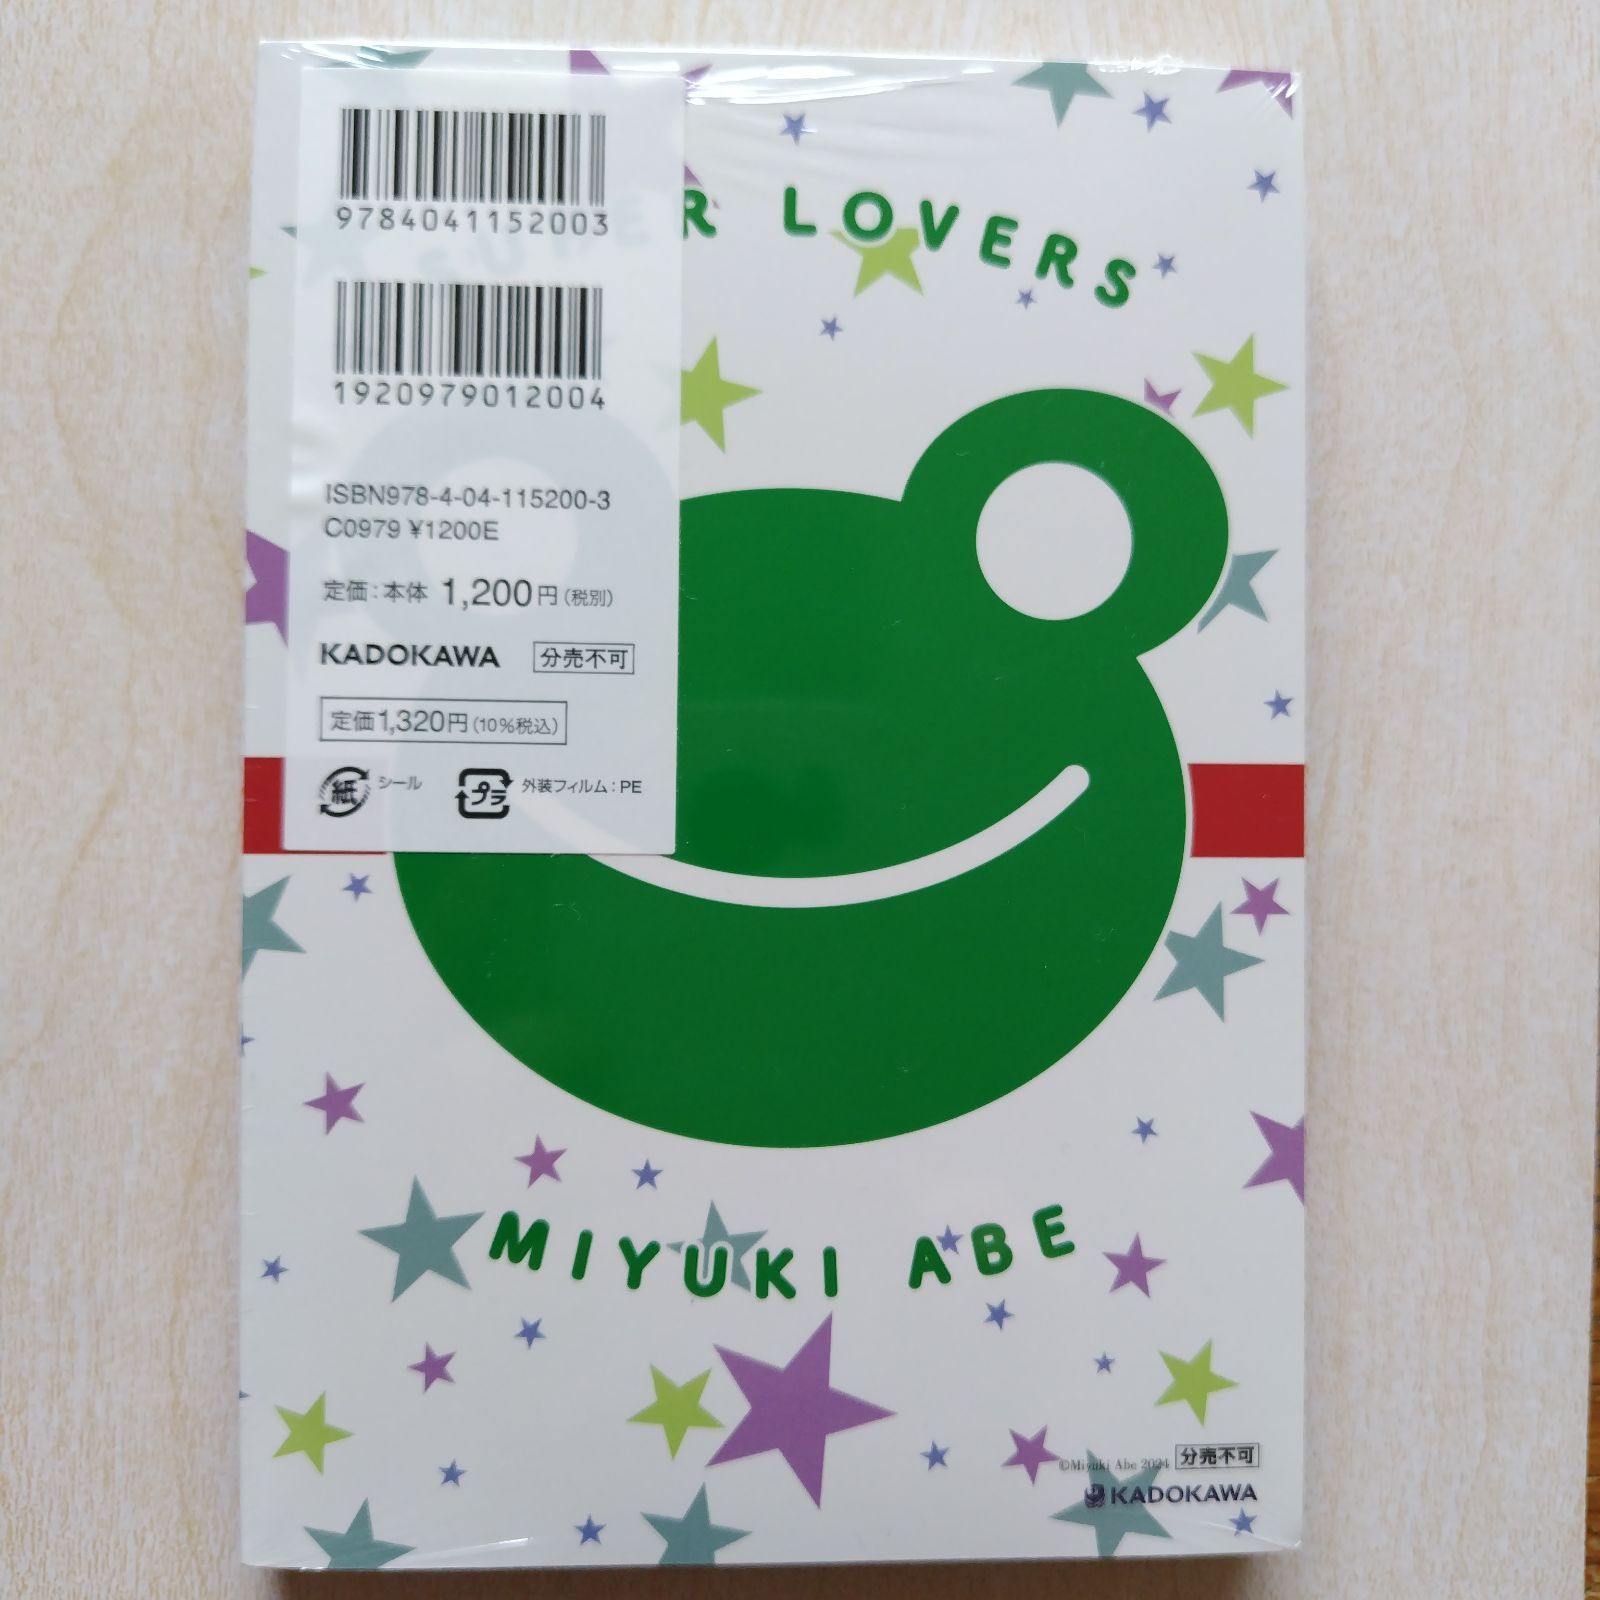 9784041152003
1920979012004
ISBN978-4-04-115200-3
C0979 ¥1200E
定価:本体 1,200円(税別)
KADOKAWA 分売不可
定価1,320円(10%税込)
紙 シール プラ 外装フィルム:PE
SUPER LOVERS
MIYUKI ABE
©Miyuki Abe 2024 分売不可
KADOKAWA